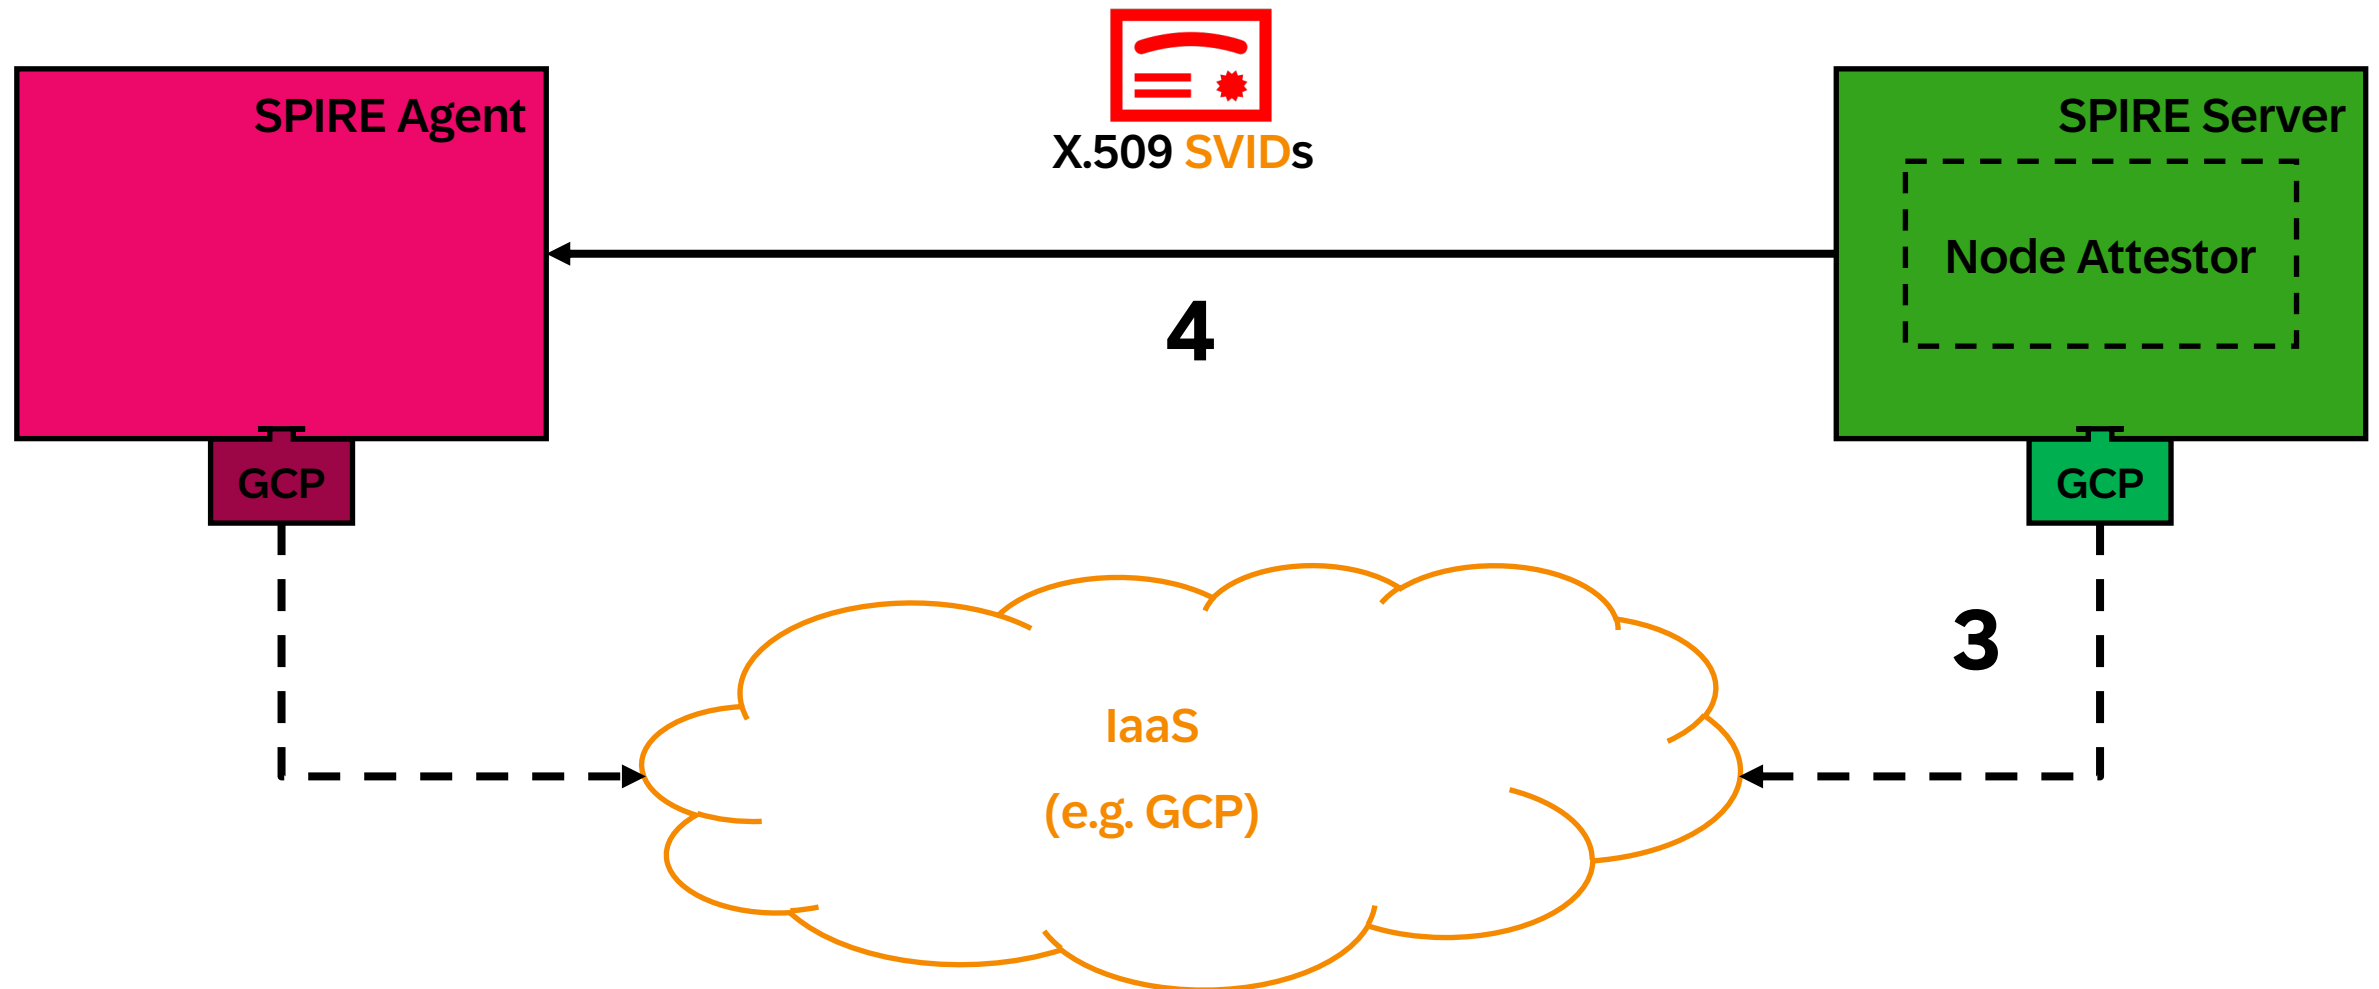 SPIRE Agent
X.509 SVIDs
SPIRE Server
Node Attestor
4
GCP
GCP
3
IaaS
(e.g. GCP)